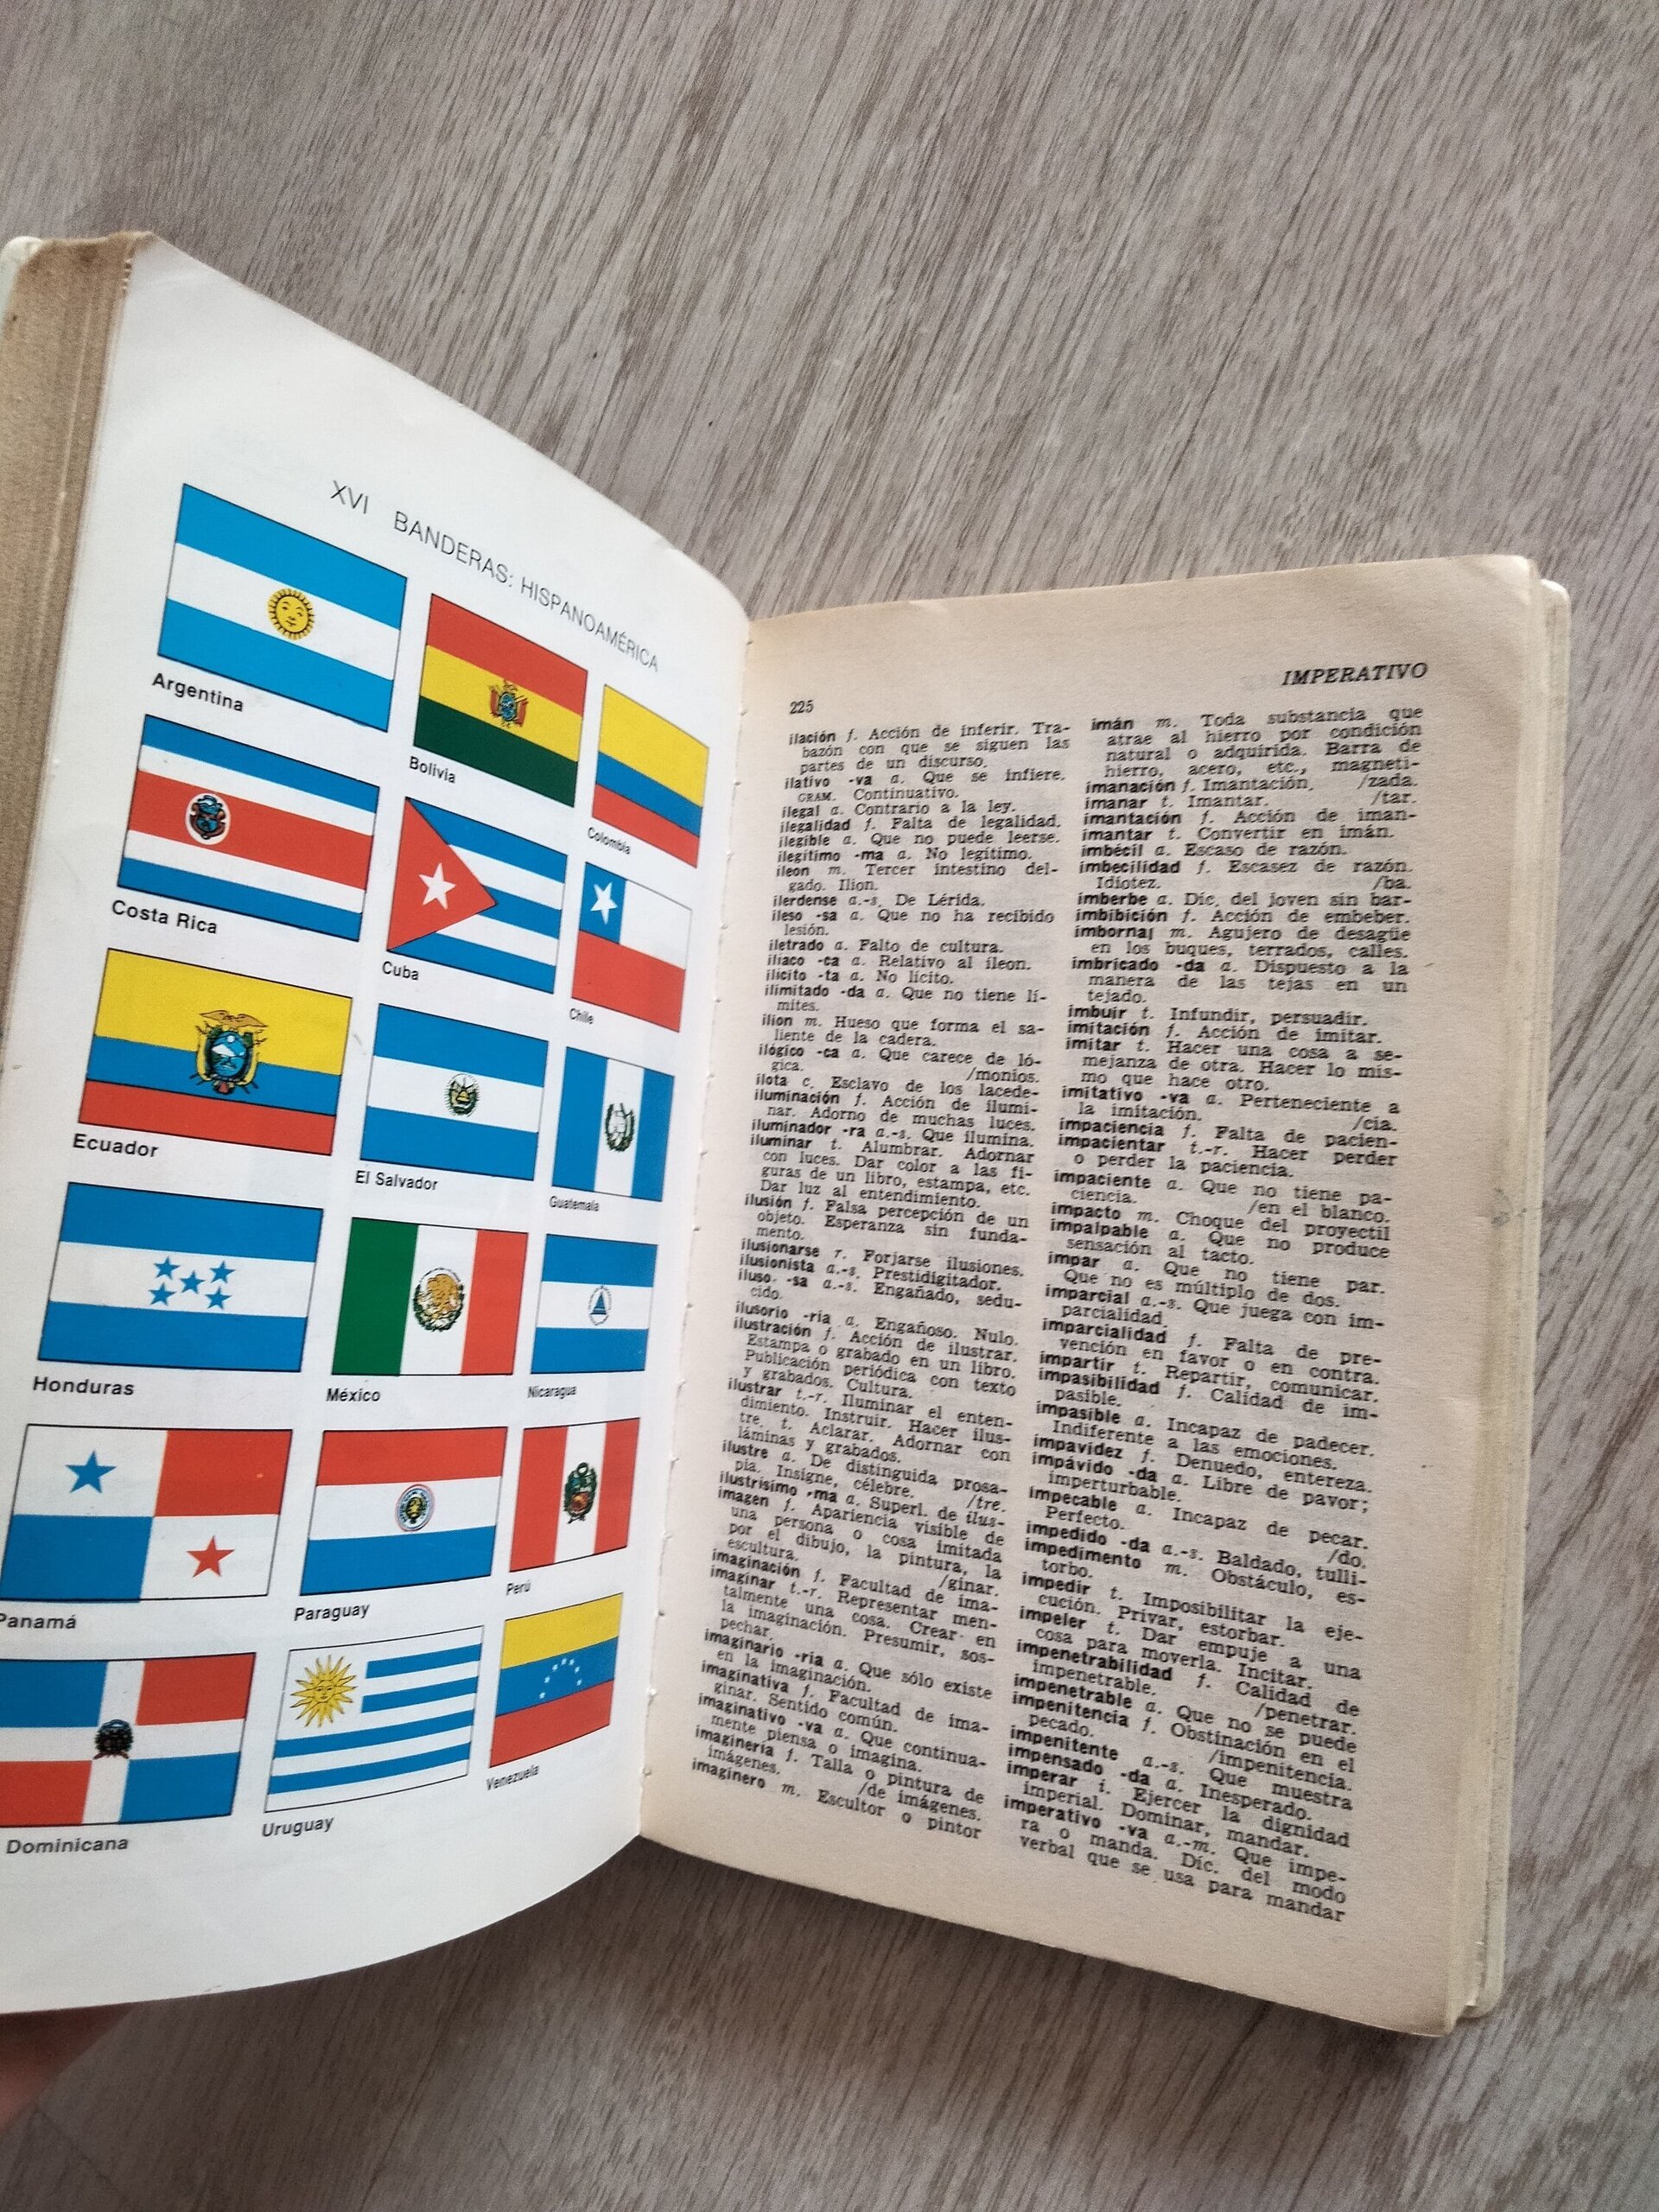 XVI BANDERAS: HISPANOAMÉRICA
Argentina
Bolivia
Colombia
Costa Rica
Cuba
Chile
Ecuador
El Salvador
Guatemala
Honduras
México
Nicaragua
Panamá
Paraguay
Perú
Dominicana
Uruguay
Venezuela
225
IMPERATIVO
ilación f. Acción de inferir. Tra-
bazón con que se siguen las
partes de un discurso.
ilativo -va a. Que se infiere.
GRAM. Continuativo.
ilegal a. Contrario a la ley.
ilegalidad f. Falta de legalidad.
ilegible a. Que no puede leerse.
ilegítimo -ma a. No legítimo.
íleon m. Tercer intestino del-
gado. Ilion.
ilerdense a.-s. De Lérida.
ileso -sa a. Que no ha recibido
lesión.
iletrado a. Falto de cultura.
ilíaco -ca a. Relativo al íleon.
ilícito -ta a. No lícito.
ilimitado -da a. Que no tiene lí-
mites.
ilion m. Hueso que forma el sa-
liente de la cadera.
ilógico -ca a. Que carece de ló-
gica. /monios.
ilota c. Esclavo de los lacede-
iluminación f. Acción de ilumi-
nar. Adorno de muchas luces.
iluminador -ra a.-s. Que ilumina.
iluminar t. Alumbrar. Adornar
con luces. Dar color a las fi-
guras de un libro, estampa, etc.
Dar luz al entendimiento.
ilusión f. Falsa percepción de un
objeto. Esperanza sin funda-
mento.
ilusionarse r. Forjarse ilusiones.
ilusionista a.-s. Prestidigitador.
iluso -sa a.-s. Engañado, sedu-
cido.
ilusorio -ria a. Engañoso. Nulo.
ilustración f. Acción de ilustrar.
Estampa o grabado en un libro.
Publicación periódica con texto
y grabados. Cultura.
ilustrar t.-r. Iluminar el enten-
dimiento. Instruir. Hacer ilus-
tre. t. Aclarar. Adornar con
láminas y grabados.
ilustre a. De distinguida prosa-
pia. Insigne, célebre. /tre.
ilustrísimo -ma a. Superl. de ilus-
imagen f. Apariencia visible de
una persona o cosa imitada
por el dibujo, la pintura, la
escultura. /ginar.
imaginación f. Facultad de ima-
imaginar t.-r. Representar men-
talmente una cosa. Crear en
la imaginación. Presumir, sos-
pechar.
imaginario -ria a. Que sólo existe
en la imaginación.
imaginativa f. Facultad de ima-
ginar. Sentido común.
imaginativo -va a. Que continua-
mente piensa o imagina.
imaginería f. Talla o pintura de
imágenes. /de imágenes.
imaginero m. Escultor o pintor
imán m. Toda substancia que
atrae al hierro por condición
natural o adquirida. Barra de
hierro, acero, etc., magneti-
imanación f. Imantación. /zada.
imanar t. Imantar. /tar.
imantación f. Acción de iman-
imantar t. Convertir en imán.
imbécil a. Escaso de razón.
imbecilidad f. Escasez de razón.
Idiotez. /ba.
imberbe a. Díc. del joven sin bar-
imbibición f. Acción de embeber.
imbornal m. Agujero de desagüe
en los buques, terrados, calles.
imbricado -da a. Dispuesto a la
manera de las tejas en un
tejado.
imbuir t. Infundir, persuadir.
imitación f. Acción de imitar.
imitar t. Hacer una cosa a se-
mejanza de otra. Hacer lo mis-
mo que hace otro.
imitativo -va a. Perteneciente a
la imitación. /cia.
impaciencia f. Falta de pacien-
impacientar t.-r. Hacer perder
o perder la paciencia.
impaciente a. Que no tiene pa-
ciencia. /en el blanco.
impacto m. Choque del proyectil
impalpable a. Que no produce
sensación al tacto.
impar a. Que no tiene par.
Que no es múltiplo de dos.
imparcial a.-s. Que juega con im-
parcialidad.
imparcialidad f. Falta de pre-
vención en favor o en contra.
impartir t. Repartir, comunicar.
impasibilidad f. Calidad de im-
pasible.
impasible a. Incapaz de padecer.
Indiferente a las emociones.
impavidez f. Denuedo, entereza.
impávido -da a. Libre de pavor;
imperturbable.
impecable a. Incapaz de pecar.
Perfecto. /do.
impedido -da a.-s. Baldado, tulli-
impedimento m. Obstáculo, es-
torbo.
impedir t. Imposibilitar la eje-
cución. Privar, estorbar.
impeler t. Dar empuje a una
cosa para moverla. Incitar.
impenetrabilidad f. Calidad de
impenetrable. /penetrar.
impenetrable a. Que no se puede
impenitencia f. Obstinación en el
pecado. /impenitencia.
impenitente a.-s. Que muestra
impensado -da a. Inesperado.
imperar i. Ejercer la dignidad
imperial. Dominar, mandar.
imperativo -va a.-m. Que impe-
ra o manda. Díc. del modo
verbal que se usa para mandar